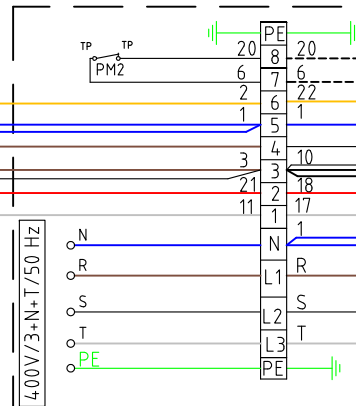 PE
TP TP
20 8 20
PM2
6 7 6
2 6 22
1 5 1
4
3 3 10
21 2 18
11 1 17
N N 1
R L1 R
S L2 S
T L3 T
PE PE
400V/3+N+T/50 Hz